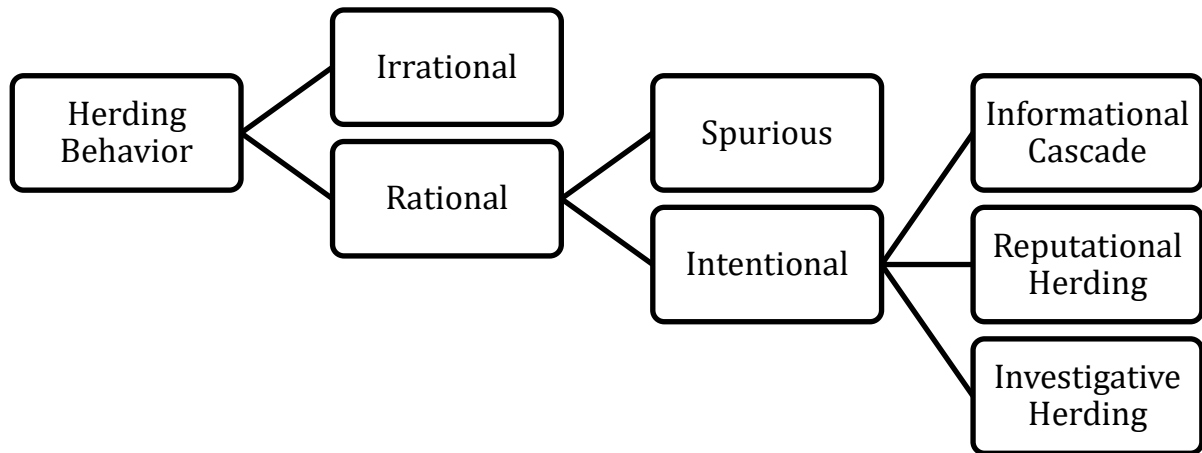 Herding
Behavior
Irrational
Rational
Spurious
Intentional
Informational
Cascade
Reputational
Herding
Investigative
Herding